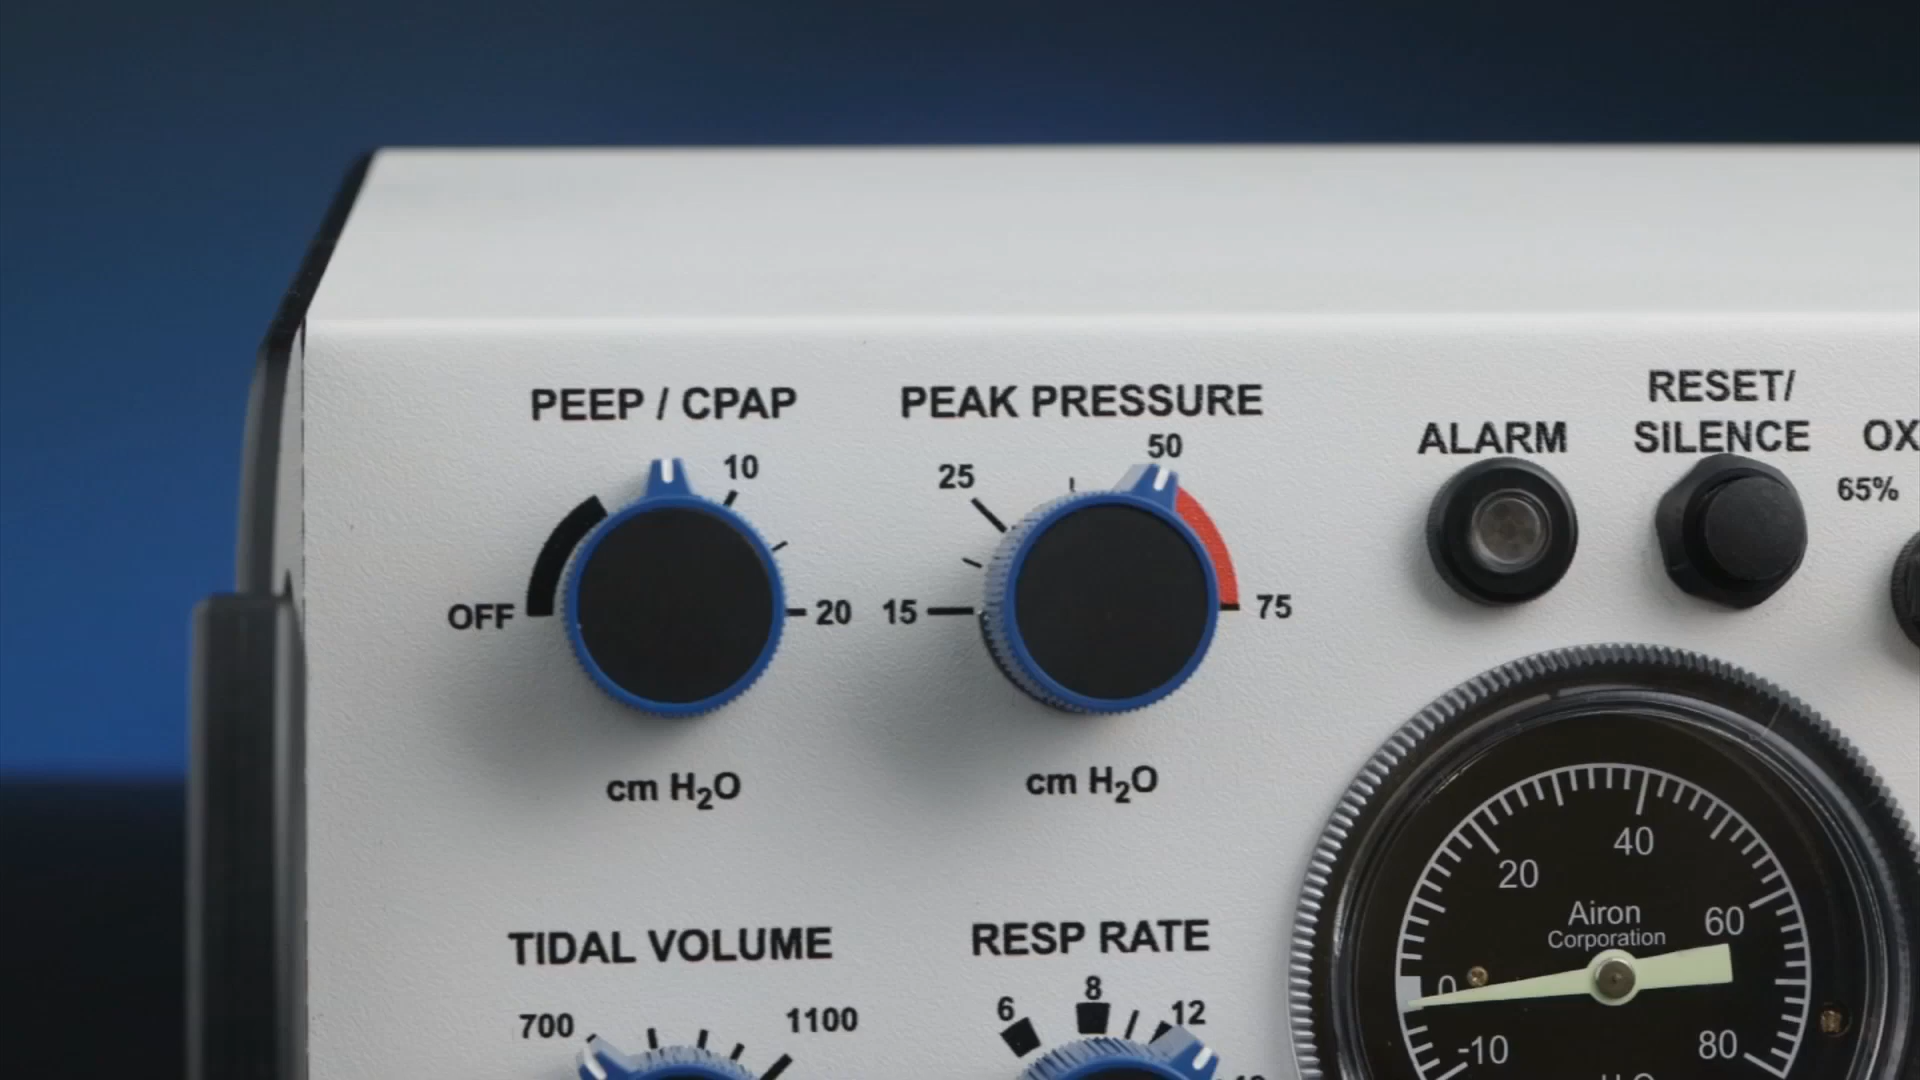 PEEP / CPAP
10
OFF
20
cm H₂O
PEAK PRESSURE
50
25
15
75
cm H₂O
ALARM
RESET/
SILENCE
OX
65%
TIDAL VOLUME
700
1100
RESP RATE
6
8
12
40
20
60
Airon
Corporation
0
-10
80